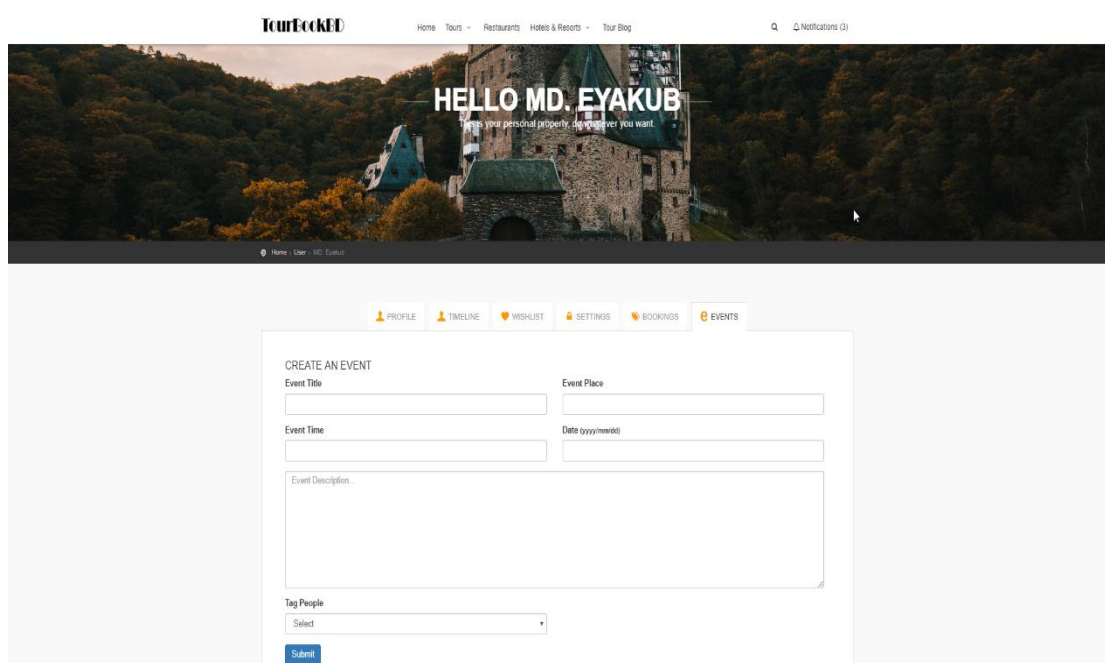 TourBookBD
Home Tours Restaurants Hotels & Resorts Tour Blog
Notifications (3)
HELLO MD. EYAKUB
This is your personal property, do whatever you want.
Home User MD. Eyakub
PROFILE TIMELINE WISHLIST SETTINGS BOOKINGS EVENTS
CREATE AN EVENT
Event Title Event Place
Event Time Date (yyyy/mm/dd)
Event Description...
Tag People
Select
Submit